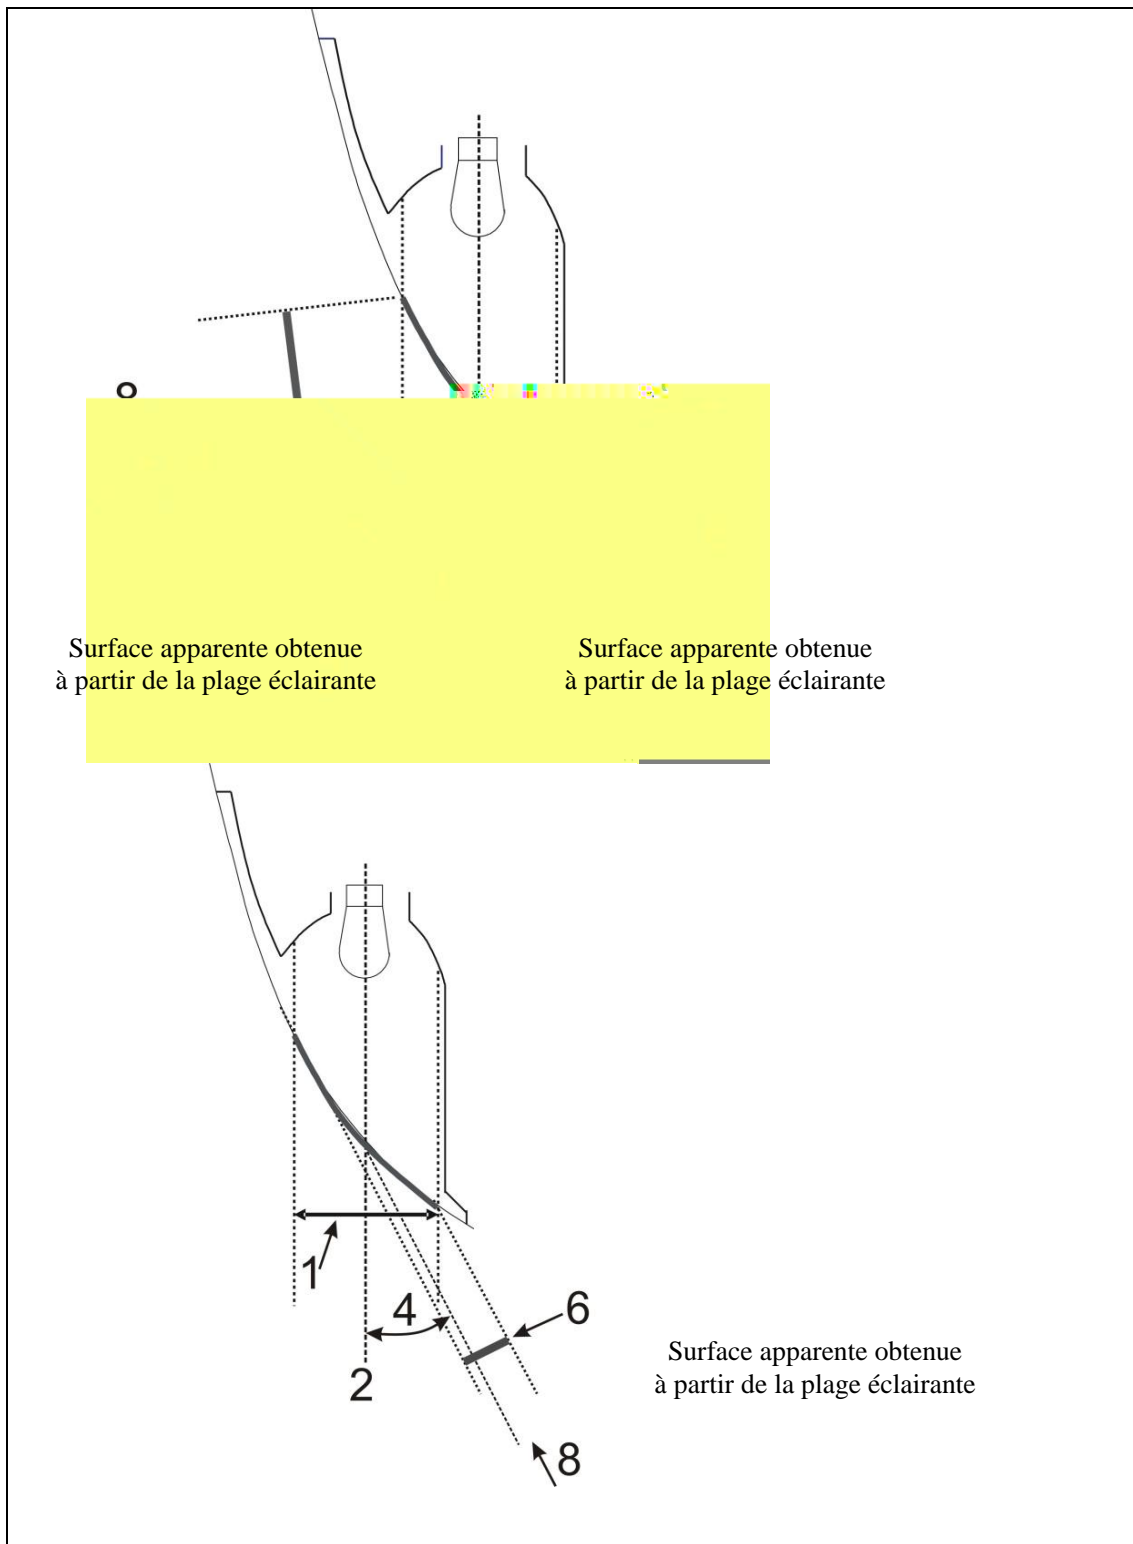 8
Surface apparente obtenue
à partir de la plage éclairante
Surface apparente obtenue
à partir de la plage éclairante
1
4
6
2
Surface apparente obtenue
à partir de la plage éclairante
8